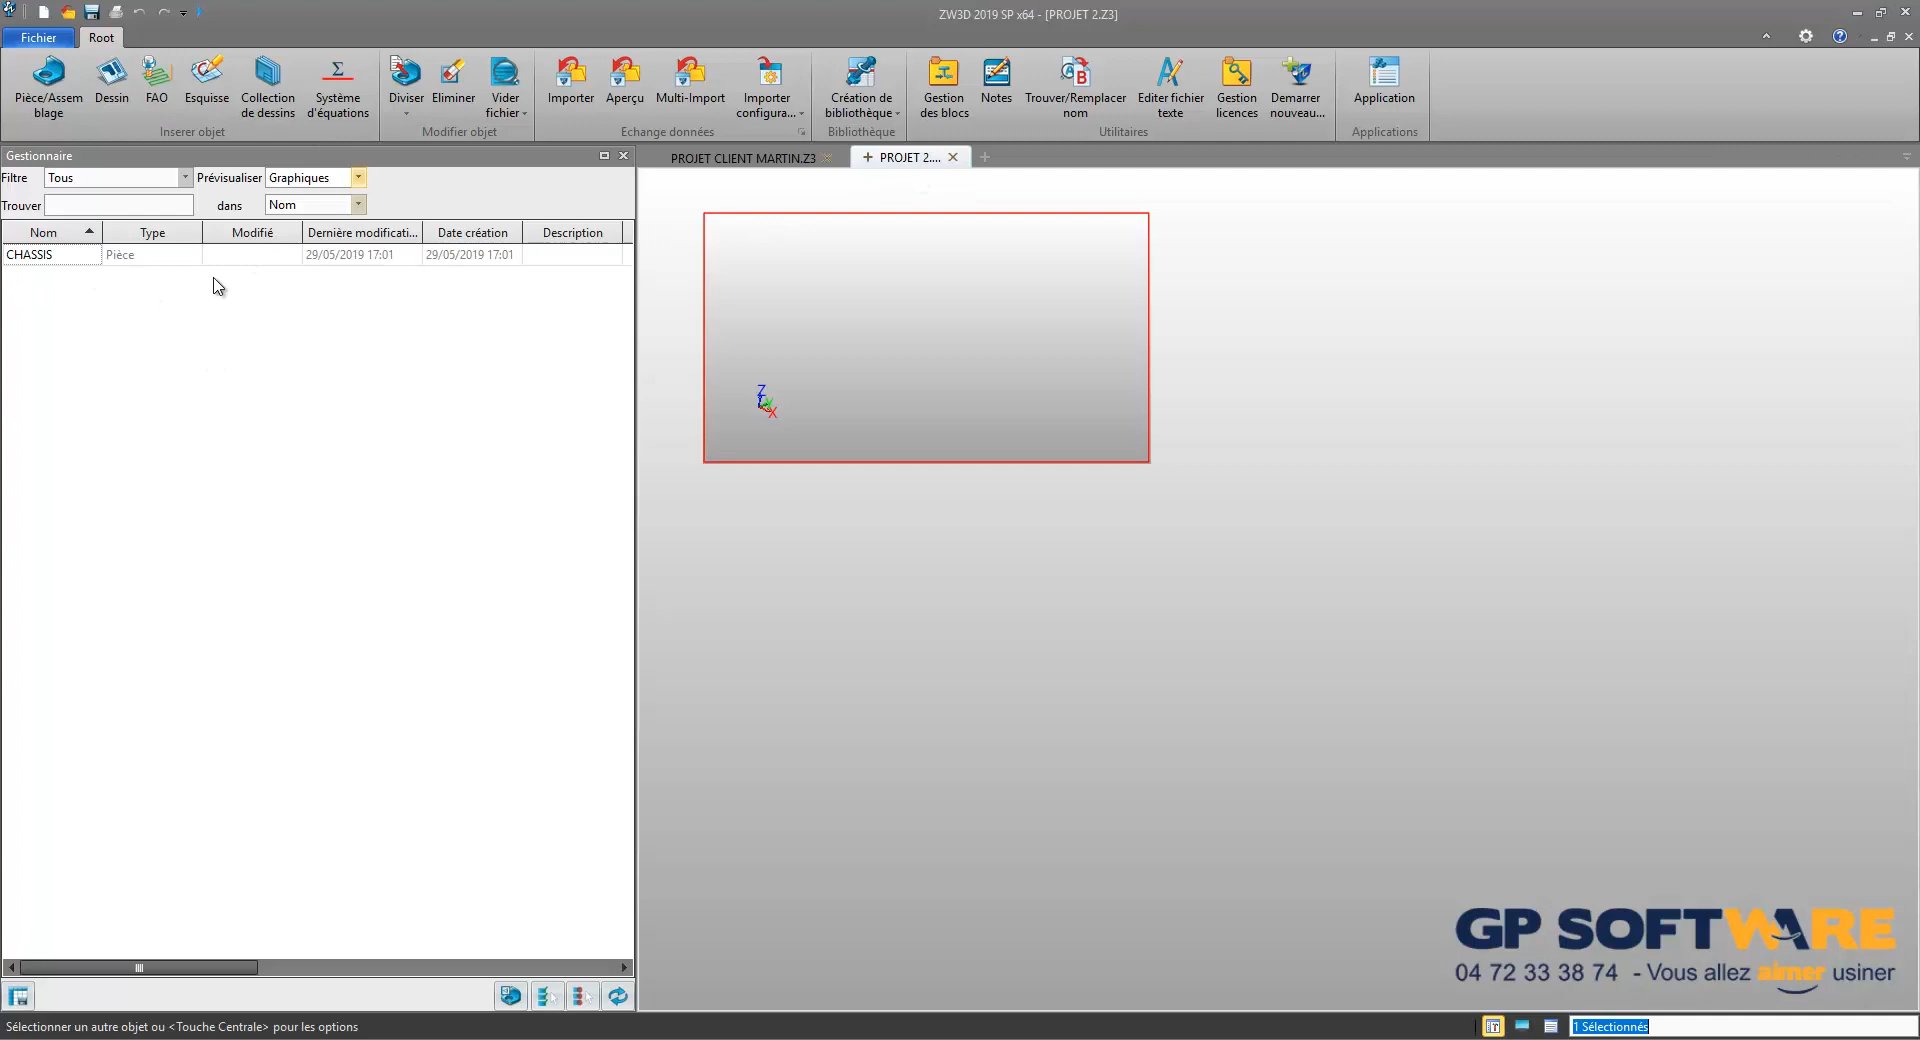 ZW3D 2019 SP x64 - [PROJET 2.Z3]
Fichier
Root
Pièce/Assem
blage
Dessin
FAO
Esquisse
Collection
de dessins
Σ
Système
d'équations
Inserer objet
Diviser
Eliminer
Vider
fichier
Modifier objet
Importer
Aperçu
Multi-Import
Importer
configura...
Echange données
Création de
bibliothèque
Bibliothèque
Gestion
des blocs
Notes
Trouver/Remplacer
nom
Editer fichier
texte
Gestion
licences
Demarrer
nouveau...
Utilitaires
Application
Applications
Gestionnaire
Filtre Tous Prévisualiser Graphiques
Trouver dans Nom
Nom Type Modifié Dernière modificati... Date création Description
CHASSIS Pièce 29/05/2019 17:01 29/05/2019 17:01
PROJET CLIENT MARTIN.Z3
PROJET 2....
Z
Y
X
GP SOFTWARE
04 72 33 38 74 - Vous allez aimer usiner
Sélectionner un autre objet ou <Touche Centrale> pour les options
1 Sélectionnés